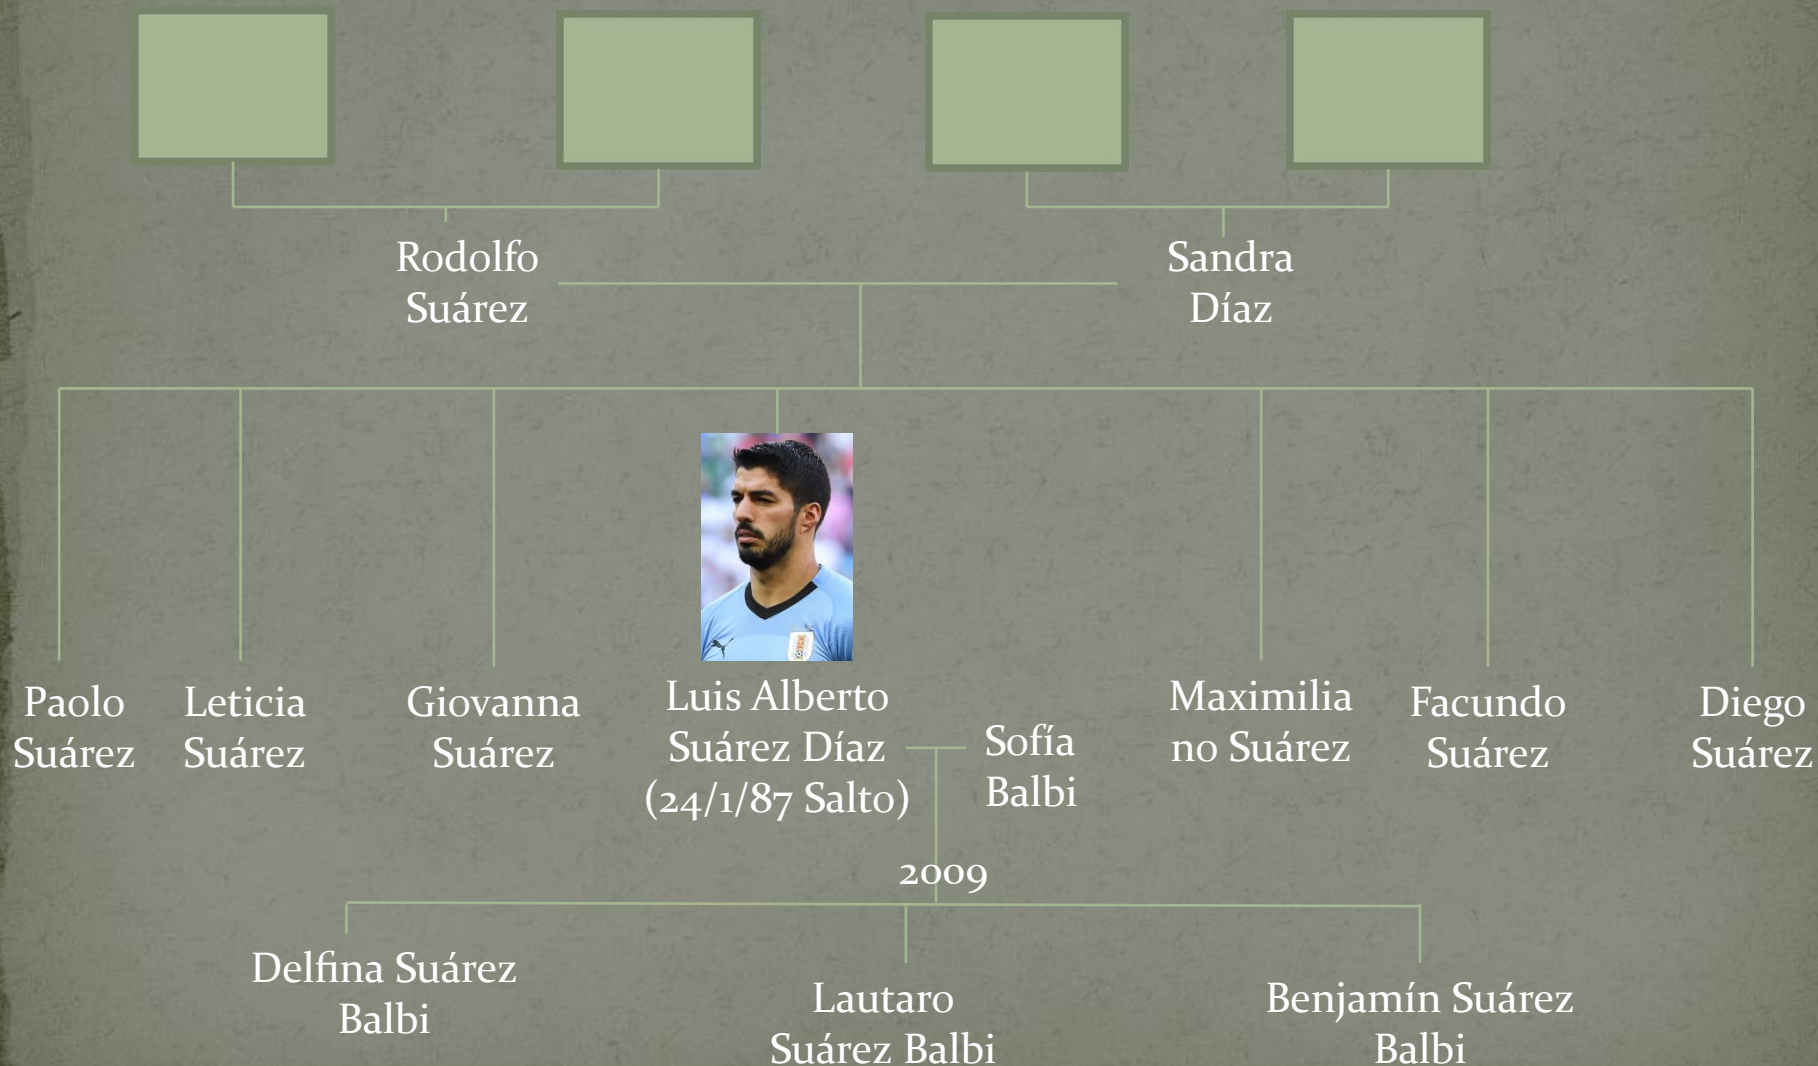 Rodolfo
Suárez
Sandra
Díaz
Paolo
Suárez
Leticia
Suárez
Giovanna
Suárez
Luis Alberto
Suárez Díaz
(24/1/87 Salto)
Sofía
Balbi
Maximilia
no Suárez
Facundo
Suárez
Diego
Suárez
2009
Delfina Suárez
Balbi
Lautaro
Suárez Balbi
Benjamín Suárez
Balbi